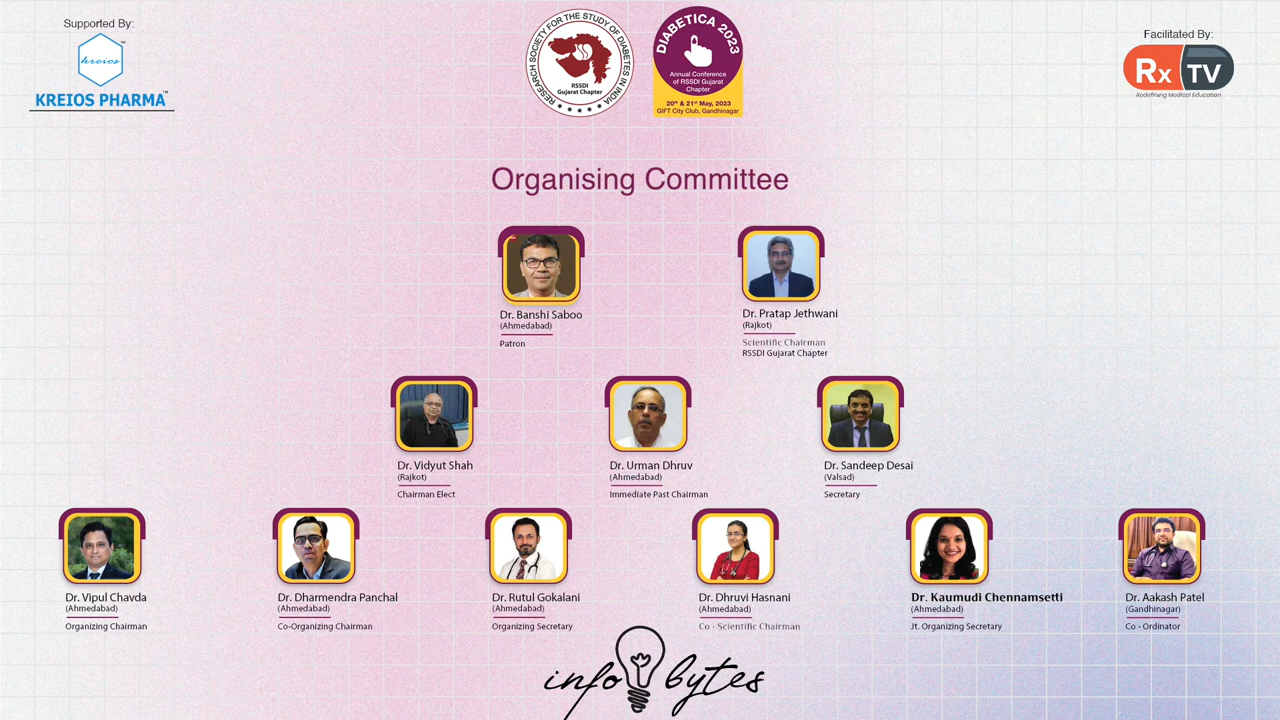 Supported By:
kreios
KREIOS PHARMA™
RESEARCH SOCIETY FOR THE STUDY OF DIABETES IN INDIA
RSSDI
Gujarat Chapter
DIABETICA 2023
Annual Conference
of RSSDI Gujarat
Chapter
20th & 21st May, 2023
GIFT City Club, Gandhinagar
Facilitated By:
Rx TV
Redefining Medical Education
Organising Committee
Dr. Banshi Saboo
(Ahmedabad)
Patron
Dr. Pratap Jethwani
(Rajkot)
Scientific Chairman
RSSDI Gujarat Chapter
Dr. Vidyut Shah
(Rajkot)
Chairman Elect
Dr. Urman Dhruv
(Ahmedabad)
Immediate Past Chairman
Dr. Sandeep Desai
(Valsad)
Secretary
Dr. Vipul Chavda
(Ahmedabad)
Organizing Chairman
Dr. Dharmendra Panchal
(Ahmedabad)
Co-Organizing Chairman
Dr. Rutul Gokalani
(Ahmedabad)
Organizing Secretary
Dr. Dhruvi Hasnani
(Ahmedabad)
Co - Scientific Chairman
Dr. Kaumudi Chennamsetti
(Ahmedabad)
Jt. Organizing Secretary
Dr. Aakash Patel
(Gandhinagar)
Co - Ordinator
info bytes